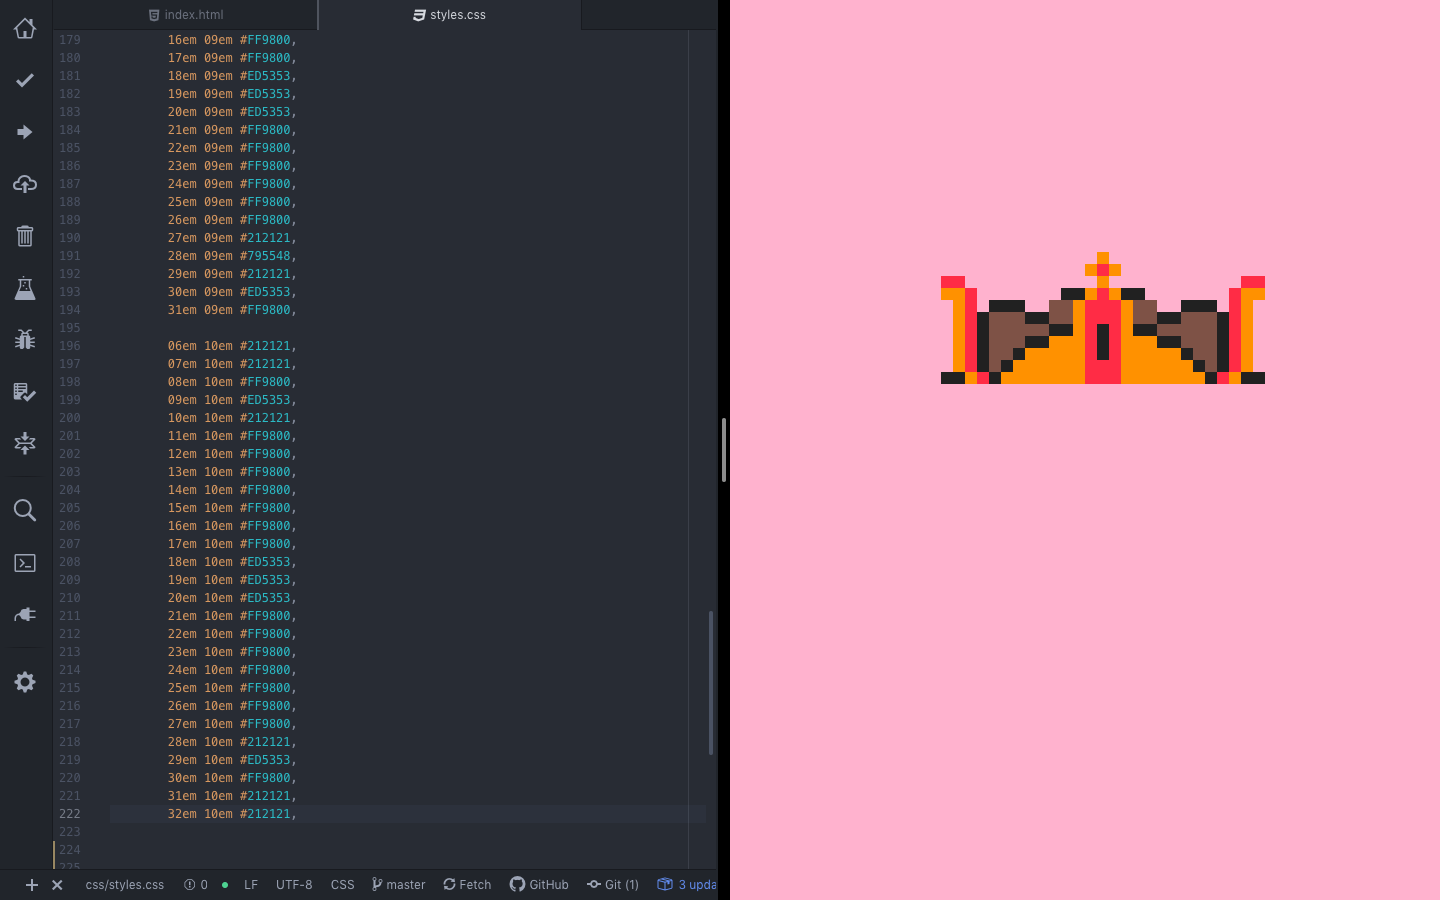 index.html
styles.css
179 16em 09em #FF9800,
180 17em 09em #FF9800,
181 18em 09em #ED5353,
182 19em 09em #ED5353,
183 20em 09em #ED5353,
184 21em 09em #FF9800,
185 22em 09em #FF9800,
186 23em 09em #FF9800,
187 24em 09em #FF9800,
188 25em 09em #FF9800,
189 26em 09em #FF9800,
190 27em 09em #212121,
191 28em 09em #795548,
192 29em 09em #212121,
193 30em 09em #ED5353,
194 31em 09em #FF9800,
195
196 06em 10em #212121,
197 07em 10em #212121,
198 08em 10em #FF9800,
199 09em 10em #ED5353,
200 10em 10em #212121,
201 11em 10em #FF9800,
202 12em 10em #FF9800,
203 13em 10em #FF9800,
204 14em 10em #FF9800,
205 15em 10em #FF9800,
206 16em 10em #FF9800,
207 17em 10em #FF9800,
208 18em 10em #ED5353,
209 19em 10em #ED5353,
210 20em 10em #ED5353,
211 21em 10em #FF9800,
212 22em 10em #FF9800,
213 23em 10em #FF9800,
214 24em 10em #FF9800,
215 25em 10em #FF9800,
216 26em 10em #FF9800,
217 27em 10em #FF9800,
218 28em 10em #212121,
219 29em 10em #ED5353,
220 30em 10em #FF9800,
221 31em 10em #212121,
222 32em 10em #212121,
223
224
225
css/styles.css 0 LF UTF-8 CSS master Fetch GitHub Git (1) 3 upda